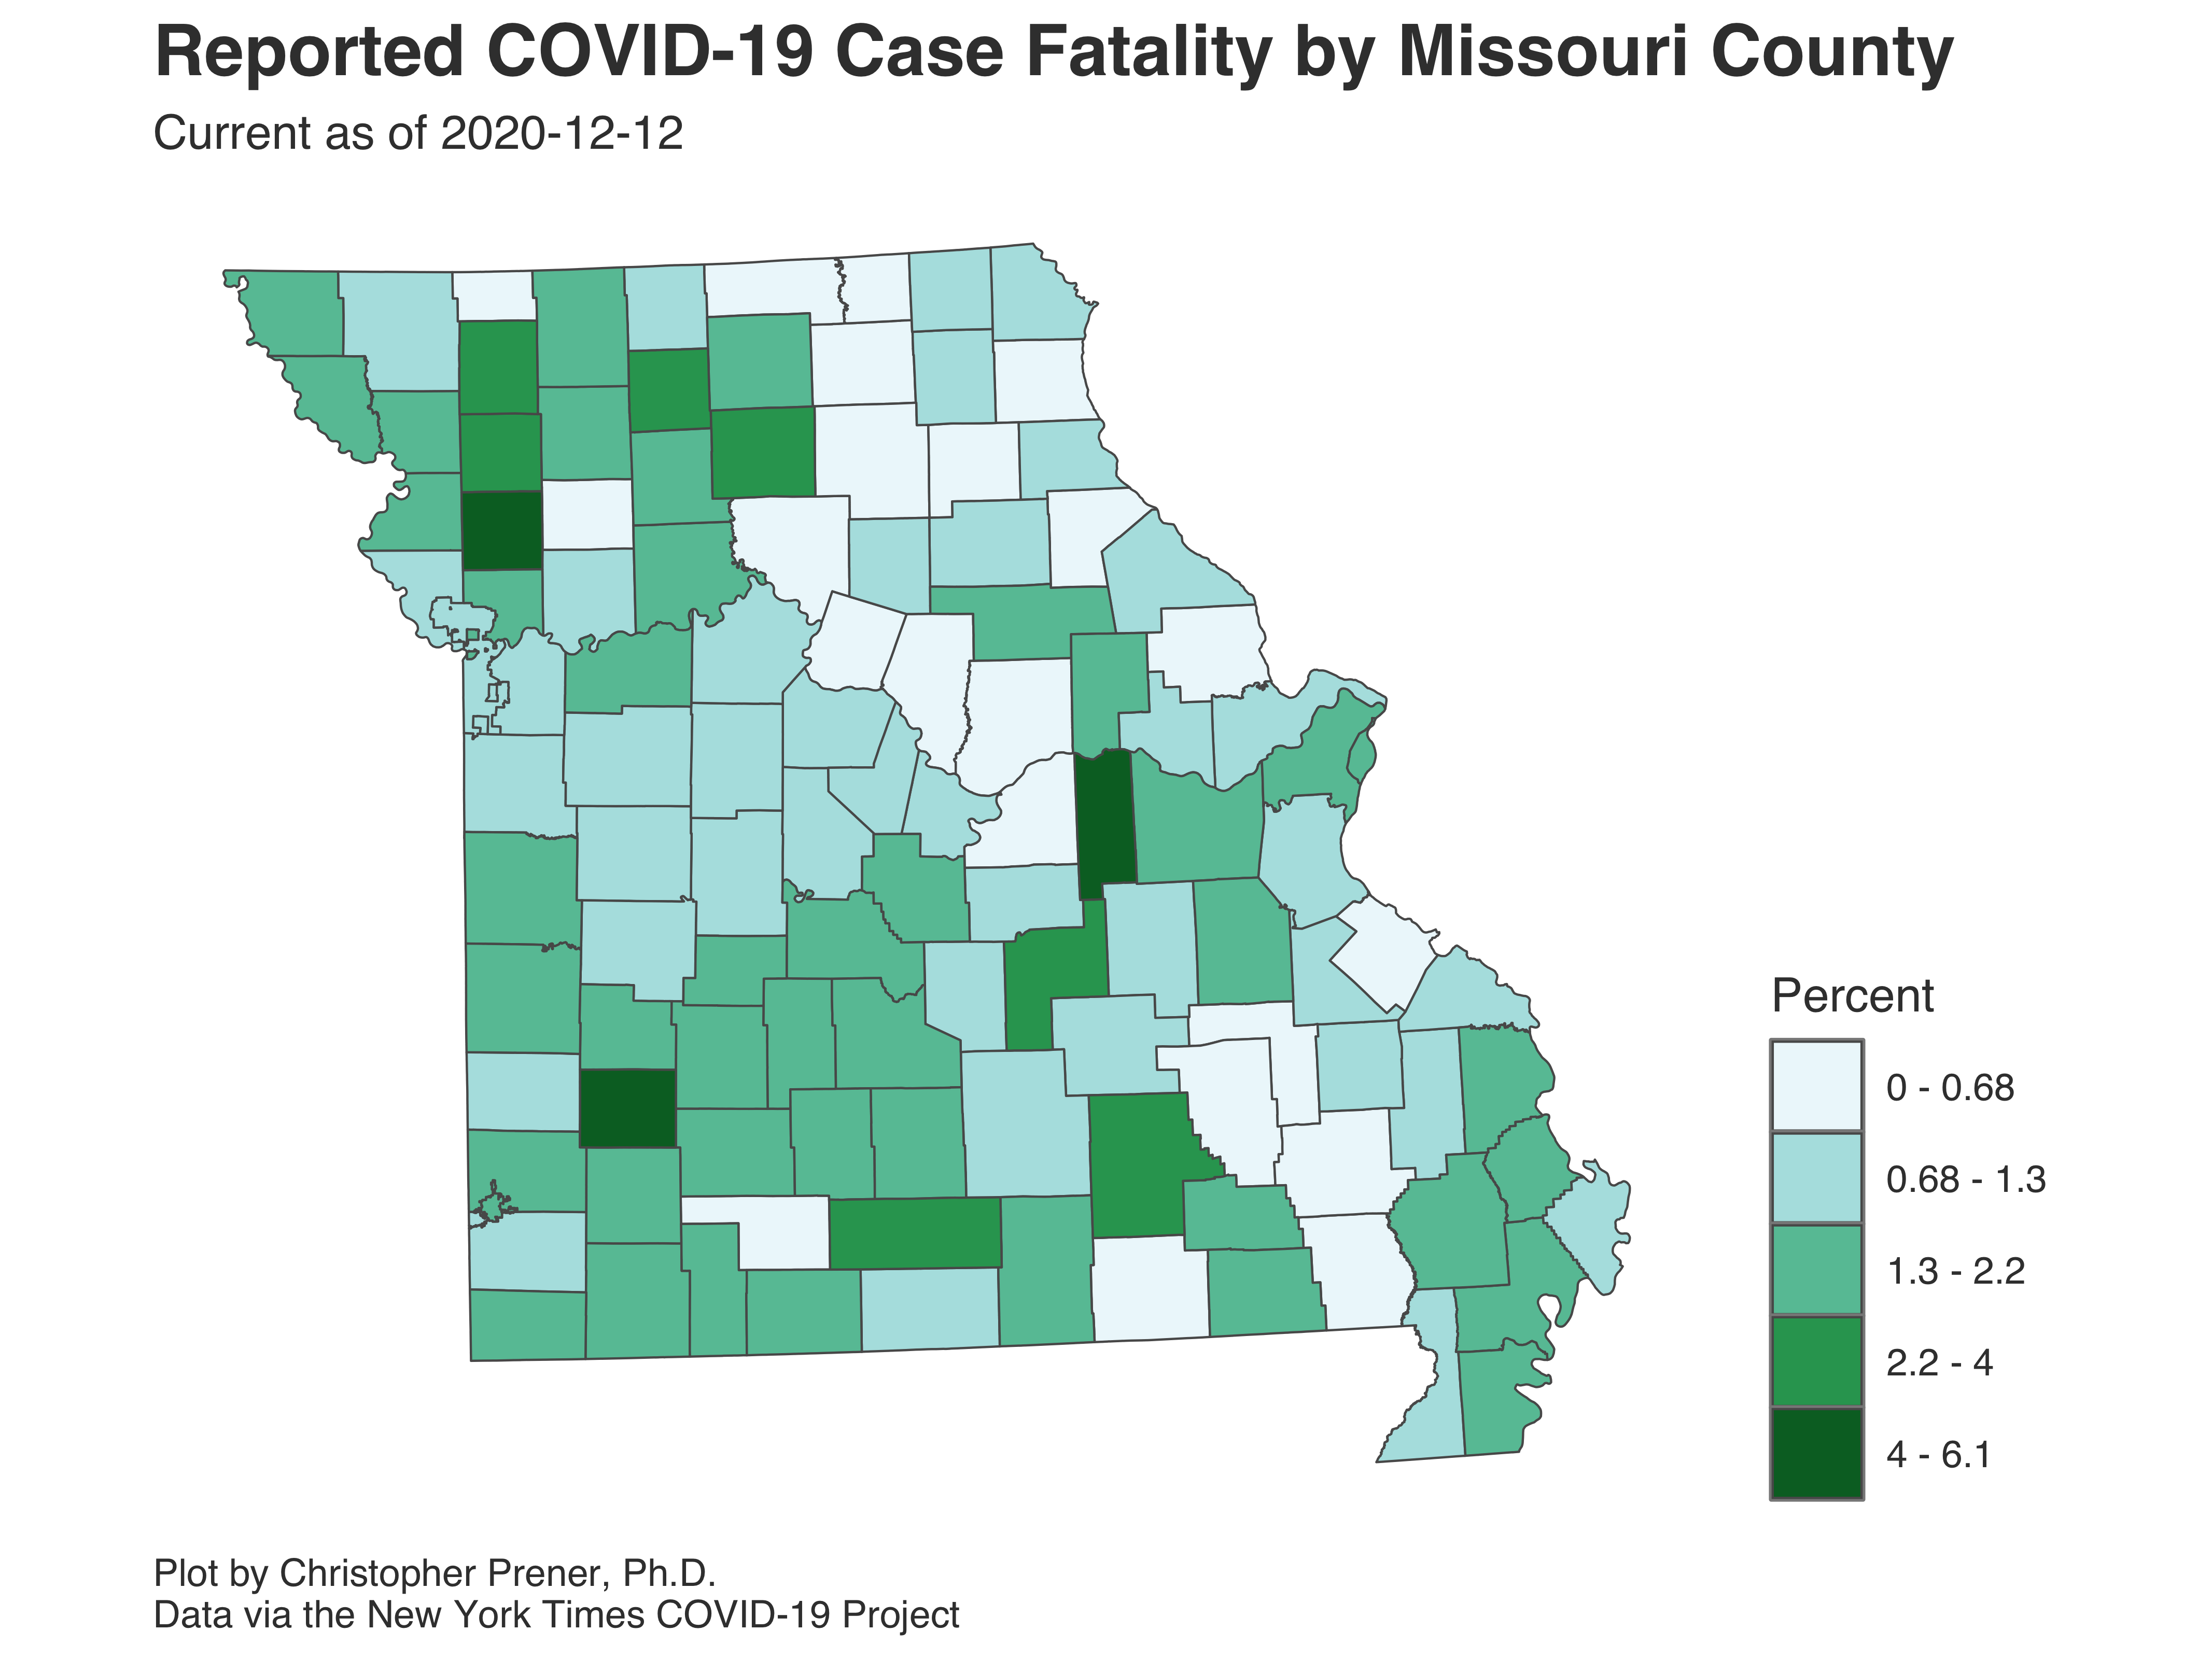 Reported COVID-19 Case Fatality by Missouri County
Current as of 2020-12-12
Percent
0 - 0.68
0.68 - 1.3
1.3 - 2.2
2.2 - 4
4 - 6.1
Plot by Christopher Prener, Ph.D.
Data via the New York Times COVID-19 Project